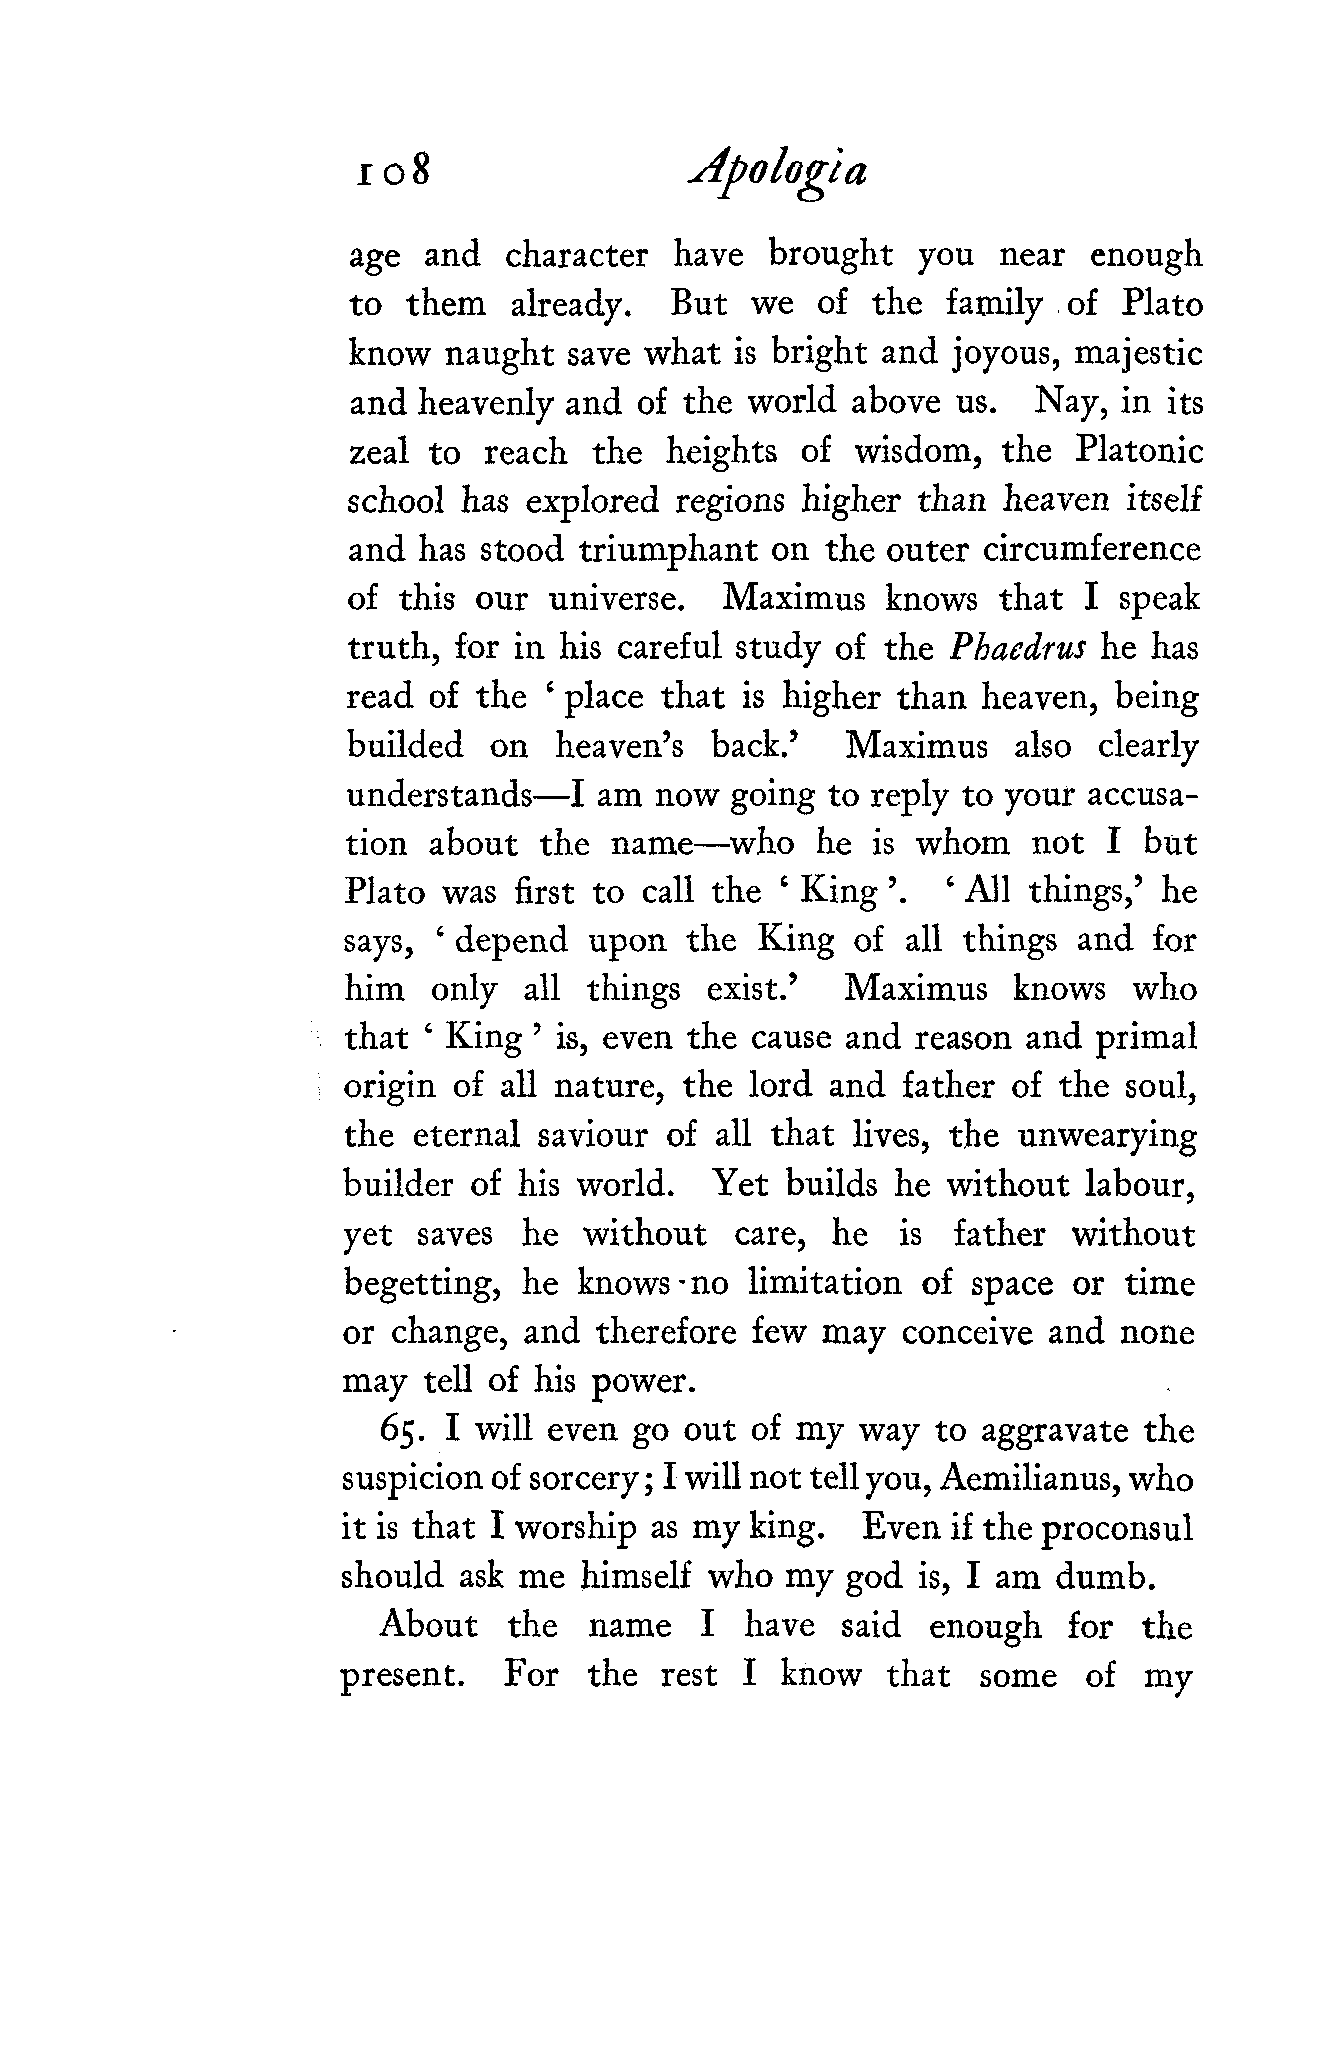 108 Apologia
age and character have brought you near enough
to them already. But we of the family of Plato
know naught save what is bright and joyous, majestic
and heavenly and of the world above us. Nay, in its
zeal to reach the heights of wisdom, the Platonic
school has explored regions higher than heaven itself
and has stood triumphant on the outer circumference
of this our universe. Maximus knows that I speak
truth, for in his careful study of the Phaedrus he has
read of the ‘ place that is higher than heaven, being
builded on heaven’s back.’ Maximus also clearly
understands—I am now going to reply to your accusa-
tion about the name—who he is whom not I but
Plato was first to call the ‘ King ’. ‘ All things,’ he
says, ‘ depend upon the King of all things and for
him only all things exist.’ Maximus knows who
that ‘ King ’ is, even the cause and reason and primal
origin of all nature, the lord and father of the soul,
the eternal saviour of all that lives, the unwearying
builder of his world. Yet builds he without labour,
yet saves he without care, he is father without
begetting, he knows no limitation of space or time
or change, and therefore few may conceive and none
may tell of his power.
65. I will even go out of my way to aggravate the
suspicion of sorcery; I will not tell you, Aemilianus, who
it is that I worship as my king. Even if the proconsul
should ask me himself who my god is, I am dumb.
About the name I have said enough for the
present. For the rest I know that some of my